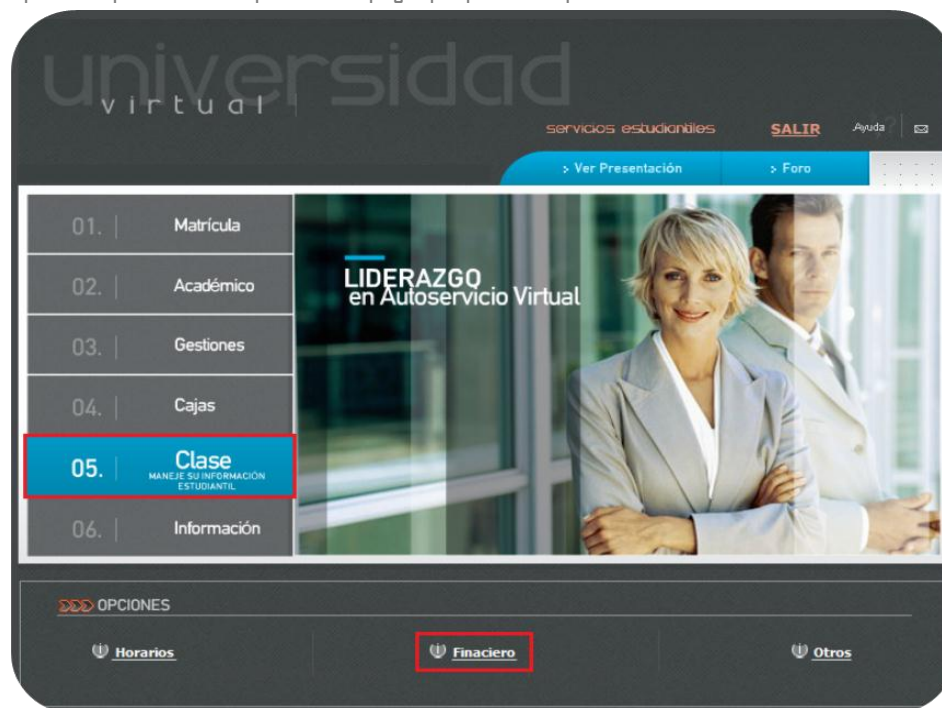 universidad
virtual
servicios estudiantiles SALIR Ayuda ?
> Ver Presentación > Foro
01. | Matrícula
02. | Académico
03. | Gestiones
04. | Cajas
05. | Clase
MANEJE SU INFORMACIÓN
ESTUDIANTIL
06. | Información
LIDERAZGO
en Autoservicio Virtual
OPCIONES
Horarios Finaciero Otros